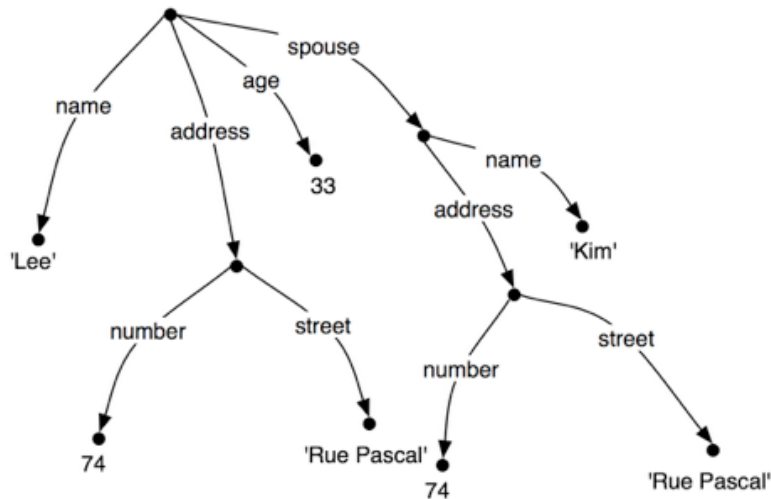 spouse
age
name
address
name
33
address
'Kim'
'Lee'
number
street
street
number
'Rue Pascal'
74
'Rue Pascal'
74